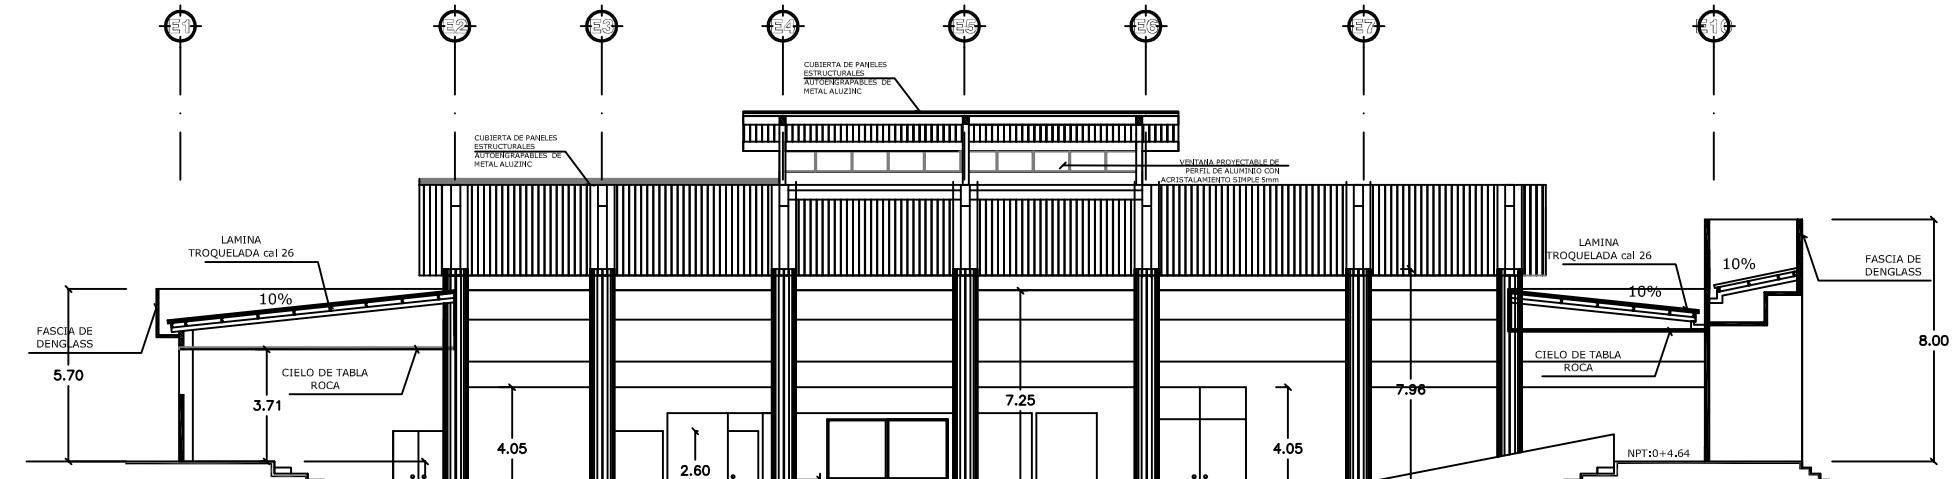 E1
E2
E3
E4
E5
E6
E7
E10
CUBIERTA DE PANELES
ESTRUCTURALES
AUTOENGRAPABLES DE
METAL ALUZINC
CUBIERTA DE PANELES
ESTRUCTURALES
AUTOENGRAPABLES DE
METAL ALUZINC
VENTANA PROYECTABLE DE
PERFIL DE ALUMINIO CON
ACRISTALAMIENTO SIMPLE 5mm
LAMINA
TROQUELADA cal 26
10%
FASCIA DE
DENGLASS
5.70
3.71
CIELO DE TABLA
ROCA
4.05
2.60
7.25
4.05
7.96
LAMINA
TROQUELADA cal 26
10%
10%
CIELO DE TABLA
ROCA
FASCIA DE
DENGLASS
8.00
NPT:0+4.64